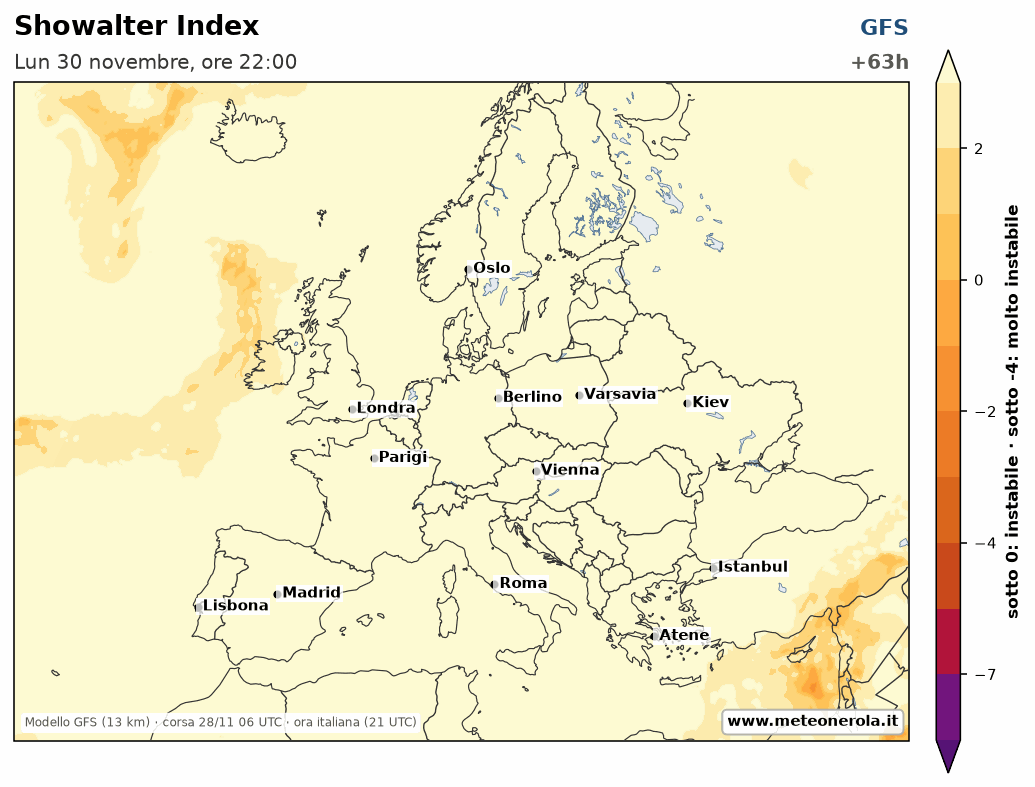 Showalter Index
GFS
Lun 30 novembre, ore 22:00
+63h
Oslo
Berlino
Varsavia
Kiev
Londra
Parigi
Vienna
Istanbul
Roma
Madrid
Lisbona
Atene
Modello GFS (13 km) · corsa 28/11 06 UTC · ora italiana (21 UTC)
www.meteonerola.it
2
0
−2
−4
−7
sotto 0: instabile · sotto -4: molto instabile